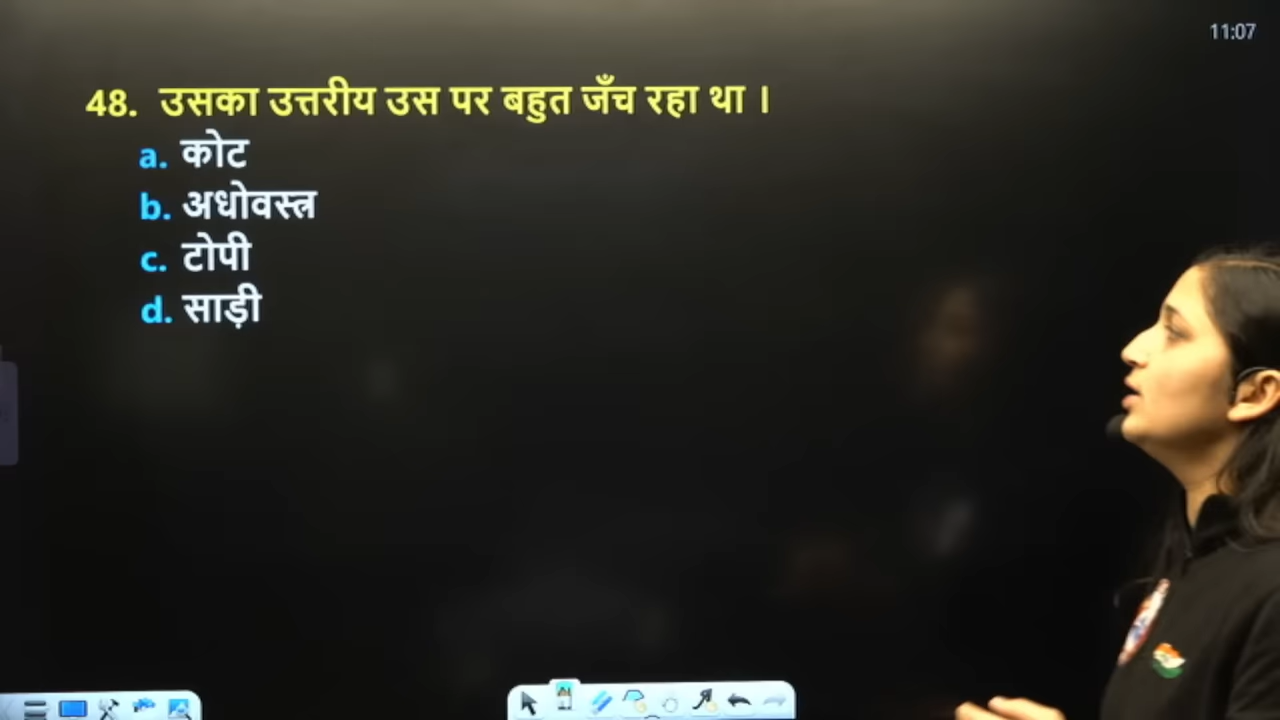 11:07
48. उसका उत्तरीय उस पर बहुत जँच रहा था ।
a. कोट
b. अधोवस्त्र
c. टोपी
d. साड़ी